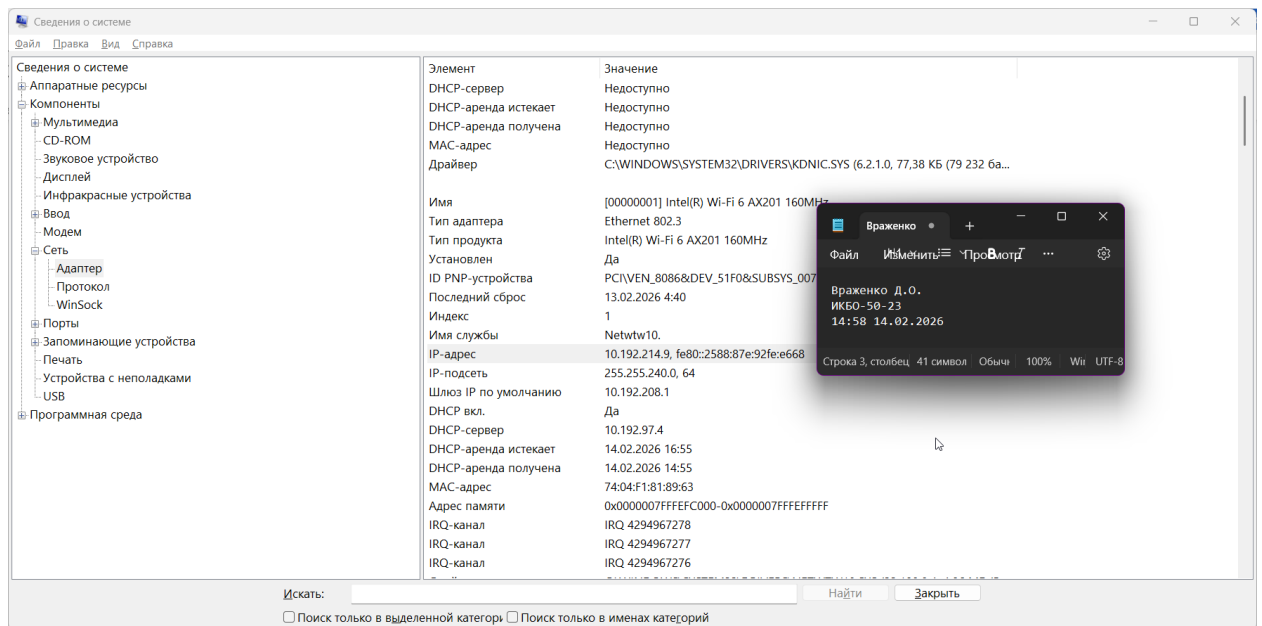 Сведения о системе
Файл Правка Вид Справка
Сведения о системе
Аппаратные ресурсы
Компоненты
Мультимедиа
CD-ROM
Звуковое устройство
Дисплей
Инфракрасные устройства
Ввод
Модем
Сеть
Адаптер
Протокол
WinSock
Порты
Запоминающие устройства
Печать
Устройства с неполадками
USB
Программная среда
Элемент Значение
DHCP-сервер Недоступно
DHCP-аренда истекает Недоступно
DHCP-аренда получена Недоступно
MAC-адрес Недоступно
Драйвер C:\WINDOWS\SYSTEM32\DRIVERS\KDNIC.SYS (6.2.1.0, 77,38 КБ (79 232 ба...
Имя [00000001] Intel(R) Wi-Fi 6 AX201 160MHz
Тип адаптера Ethernet 802.3
Тип продукта Intel(R) Wi-Fi 6 AX201 160MHz
Установлен Да
ID PNP-устройства PCI\VEN_8086&DEV_51F0&SUBSYS_007
Последний сброс 13.02.2026 4:40
Индекс 1
Имя службы Netwtw10.
IP-адрес 10.192.214.9, fe80::2588:87e:92fe:e668
IP-подсеть 255.255.240.0, 64
Шлюз IP по умолчанию 10.192.208.1
DHCP вкл. Да
DHCP-сервер 10.192.97.4
DHCP-аренда истекает 14.02.2026 16:55
DHCP-аренда получена 14.02.2026 14:55
MAC-адрес 74:04:F1:81:89:63
Адрес памяти 0x0000007FFFEFC000-0x0000007FFFEFFFFF
IRQ-канал IRQ 4294967278
IRQ-канал IRQ 4294967277
IRQ-канал IRQ 4294967276
Враженко
Файл Изменить Просмотр
Враженко Д.О.
ИКБО-50-23
14:58 14.02.2026
Строка 3, столбец 41 символ Обычн 100% Wir UTF-8
Искать: Найти Закрыть
Поиск только в выделенной категори Поиск только в именах категорий